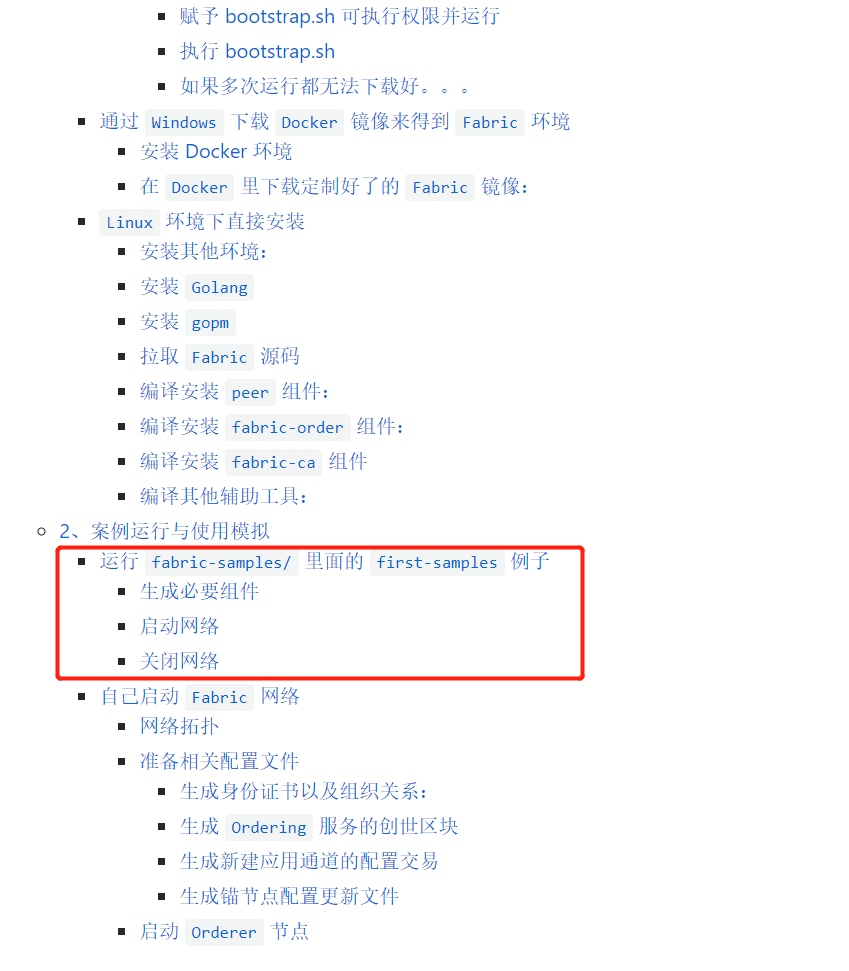 赋予 bootstrap.sh 可执行权限并运行
执行 bootstrap.sh
如果多次运行都无法下载好。。。
通过 Windows 下载 Docker 镜像来得到 Fabric 环境
安装 Docker 环境
在 Docker 里下载定制好了的 Fabric 镜像：
Linux 环境下直接安装
安装其他环境：
安装 Golang
安装 gopm
拉取 Fabric 源码
编译安装 peer 组件：
编译安装 fabric-order 组件：
编译安装 fabric-ca 组件
编译其他辅助工具：
2、案例运行与使用模拟
运行 fabric-samples/ 里面的 first-samples 例子
生成必要组件
启动网络
关闭网络
自己启动 Fabric 网络
网络拓扑
准备相关配置文件
生成身份证书以及组织关系：
生成 Ordering 服务的创世区块
生成新建应用通道的配置交易
生成锚节点配置更新文件
启动 Orderer 节点